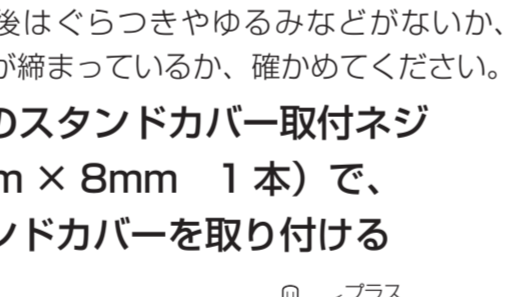 後はぐらつきやゆるみなどがないか、
が締まっているか、確かめてください。
のスタンドカバー取付ネジ
m × 8mm　1 本）で、
ンドカバーを取り付ける
プラス